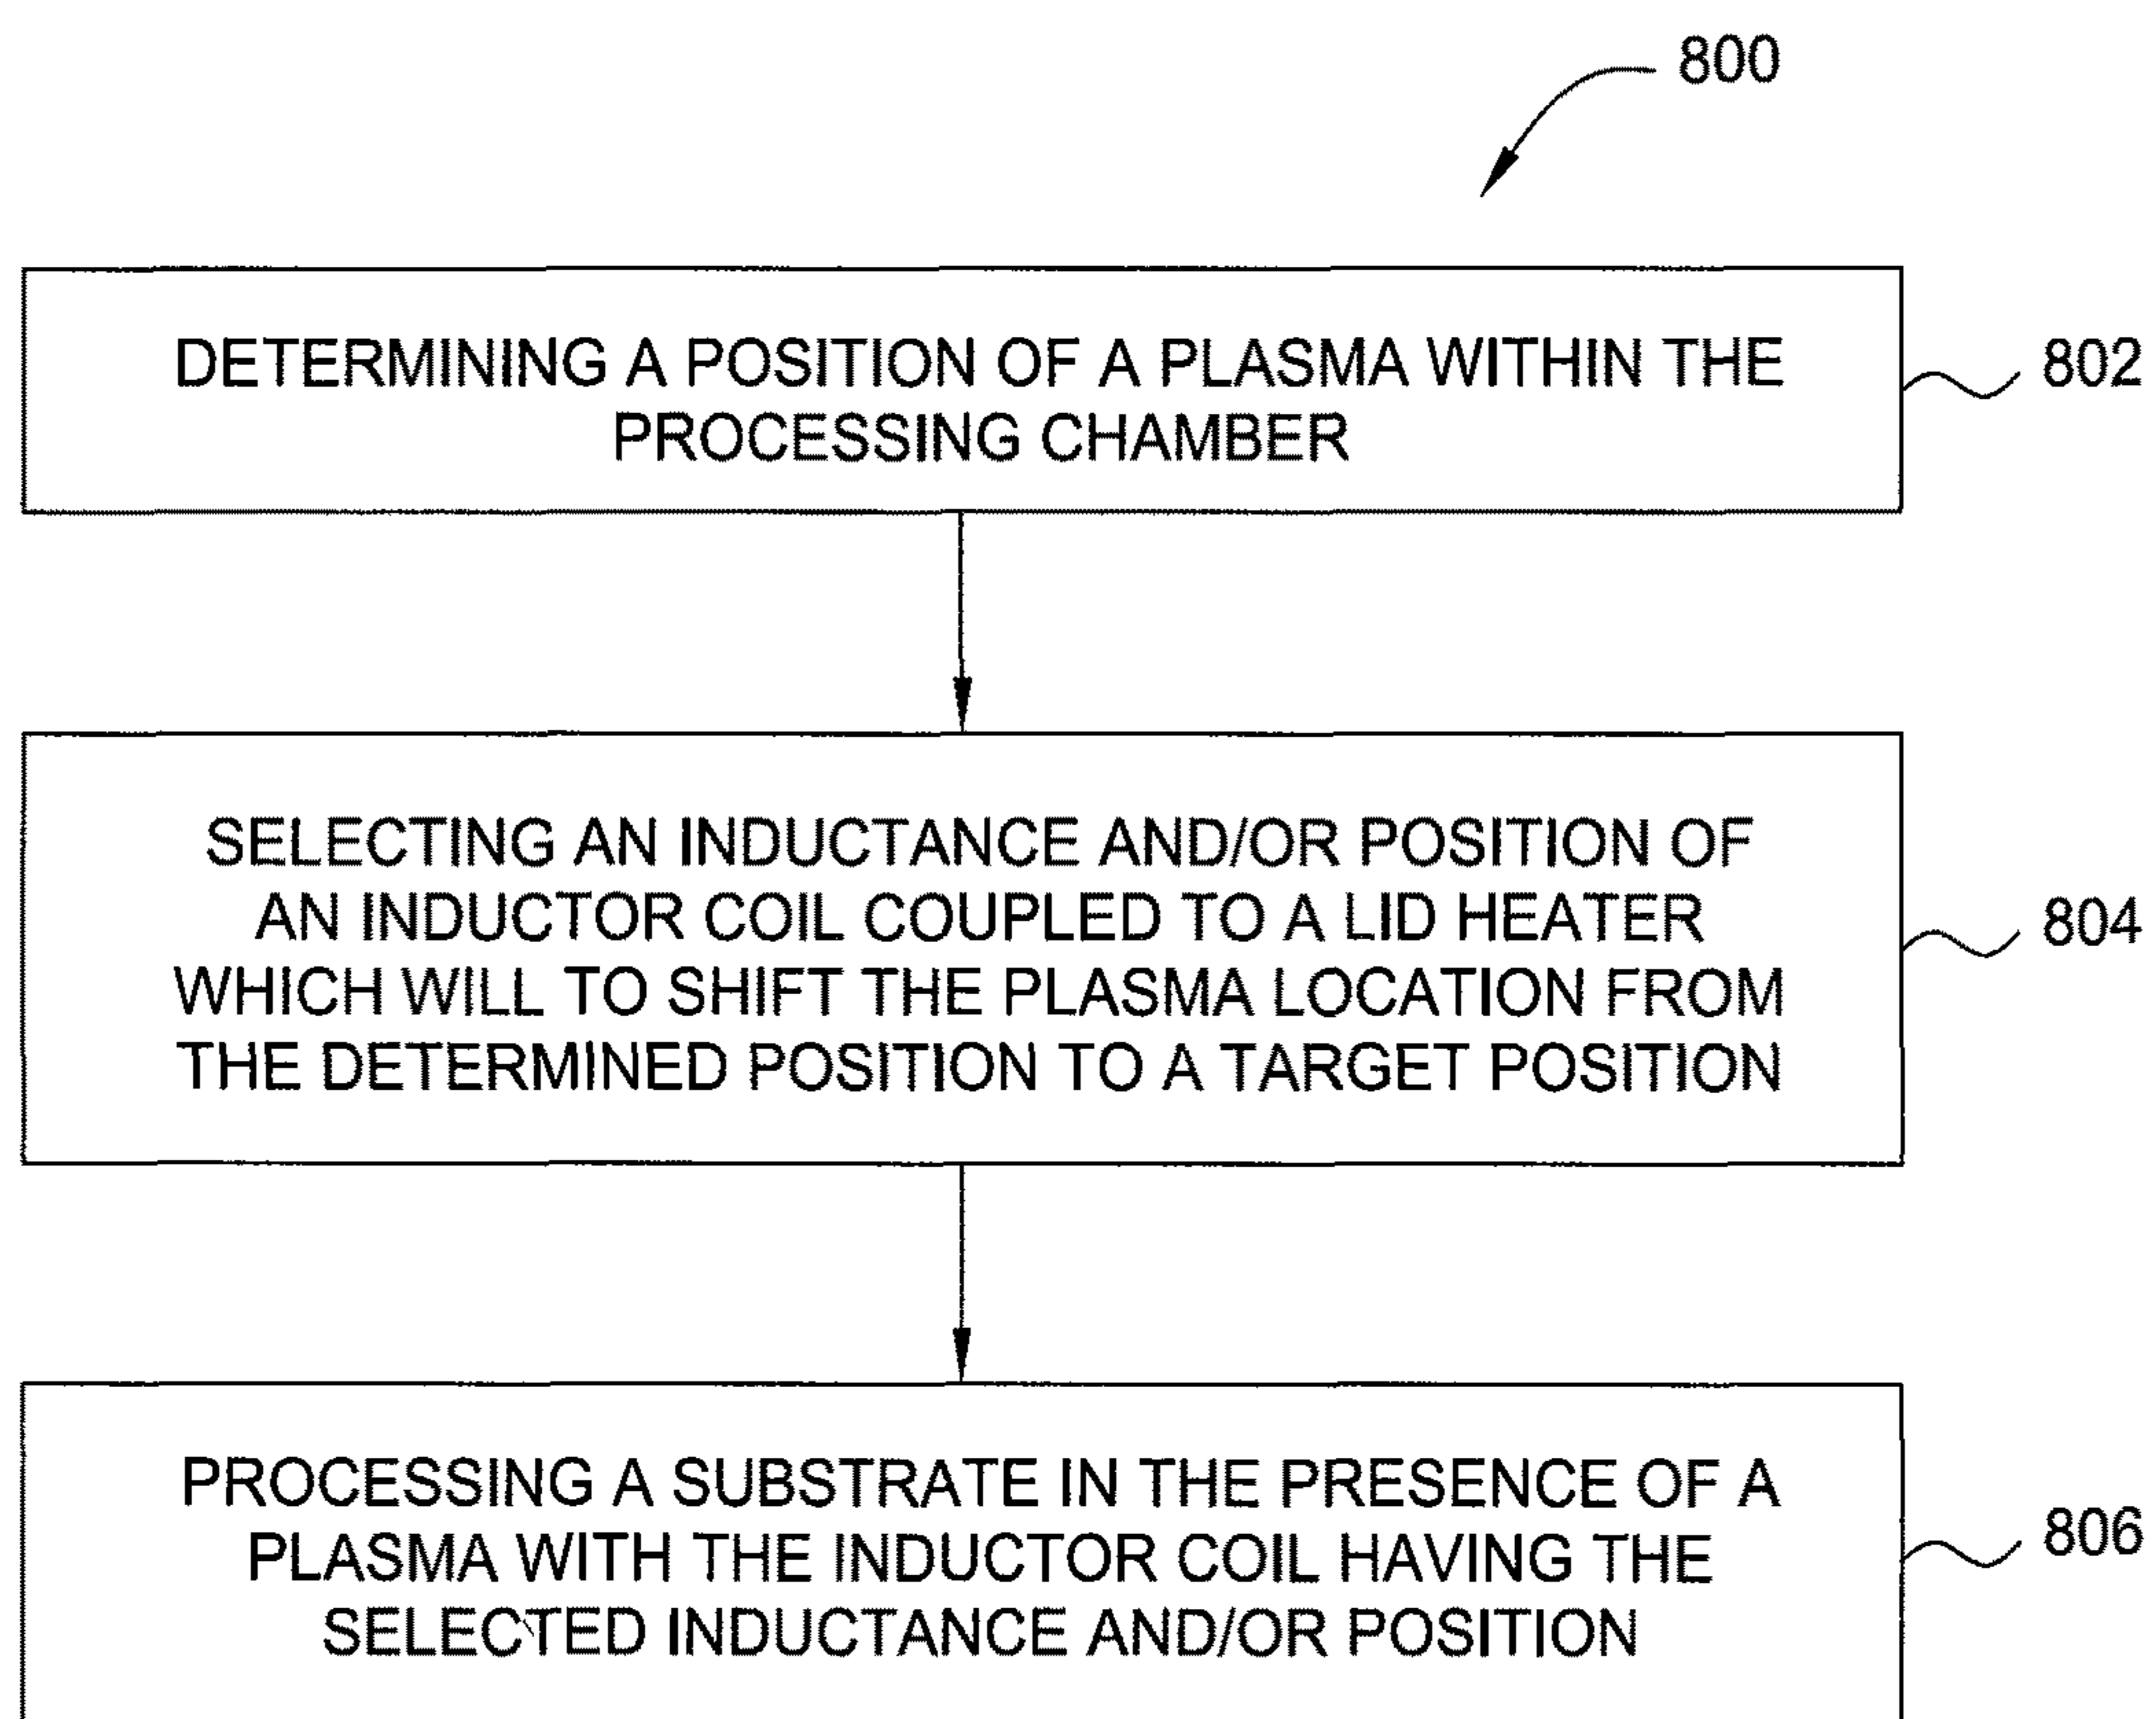 800
DETERMINING A POSITION OF A PLASMA WITHIN THE
PROCESSING CHAMBER
802
SELECTING AN INDUCTANCE AND/OR POSITION OF
AN INDUCTOR COIL COUPLED TO A LID HEATER
WHICH WILL TO SHIFT THE PLASMA LOCATION FROM
THE DETERMINED POSITION TO A TARGET POSITION
804
PROCESSING A SUBSTRATE IN THE PRESENCE OF A
PLASMA WITH THE INDUCTOR COIL HAVING THE
SELECTED INDUCTANCE AND/OR POSITION
806